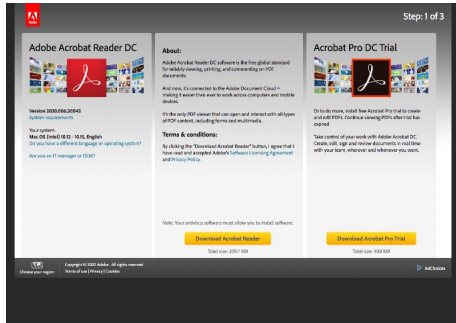 Adobe
Step: 1 of 3
Adobe Acrobat Reader DC
Version 2020.006.20042
System requirements
Your system:
Mac OS (Intel) 10.12 - 10.15, English
Do you have a different language or operating system?
Are you an IT manager or OEM?
About:
Adobe Acrobat Reader DC software is the free global standard
for reliably viewing, printing, and commenting on PDF
documents.
And now, it's connected to the Adobe Document Cloud −
making it easier than ever to work across computers and mobile
devices.
It's the only PDF viewer that can open and interact with all types
of PDF content, including forms and multimedia.
Terms & conditions:
By clicking the "Download Acrobat Reader" button, I agree that I
have read and accepted Adobe's Software Licensing Agreement
and Privacy Policy.
Note: Your antivirus software must allow you to install software.
Download Acrobat Reader
Total size: 209.7 MB
Acrobat Pro DC Trial
Or to do more, install free Acrobat Pro trial to create
and edit PDFs. Continue viewing PDFs after trial has
expired.
Take control of your work with Adobe Acrobat DC.
Create, edit, sign and review documents in real time
with your team, wherever and whenever you want.
Download Acrobat Pro Trial
Total size: 908 MB
Choose your region
Copyright © 2020 Adobe. All rights reserved.
Terms of use | Privacy | Cookies
AdChoices